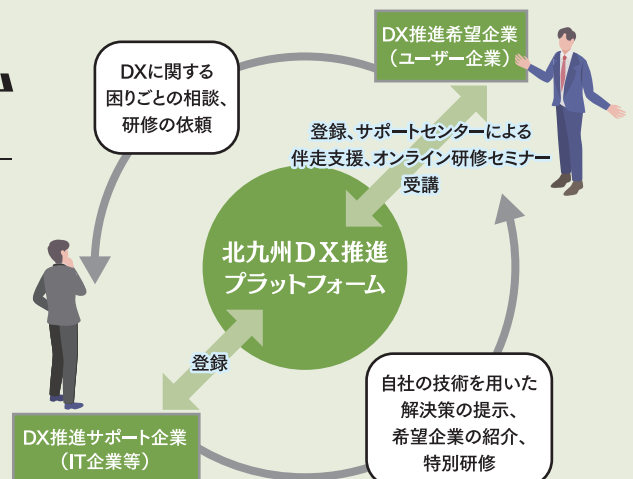 DX推進希望企業
（ユーザー企業）
DXに関する
困りごとの相談、
研修の依頼
登録、サポートセンターによる
伴走支援、オンライン研修セミナー
受講
北九州DX推進
プラットフォーム
登録
自社の技術を用いた
解決策の提示、
希望企業の紹介、
特別研修
DX推進サポート企業
（IT企業等）